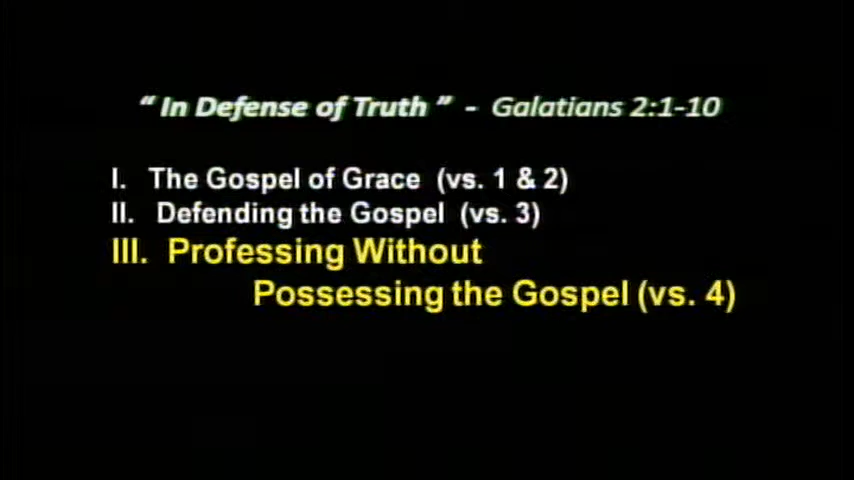 “ In Defense of Truth ” - Galatians 2:1-10
I. The Gospel of Grace (vs. 1 & 2)
II. Defending the Gospel (vs. 3)
III. Professing Without
Possessing the Gospel (vs. 4)